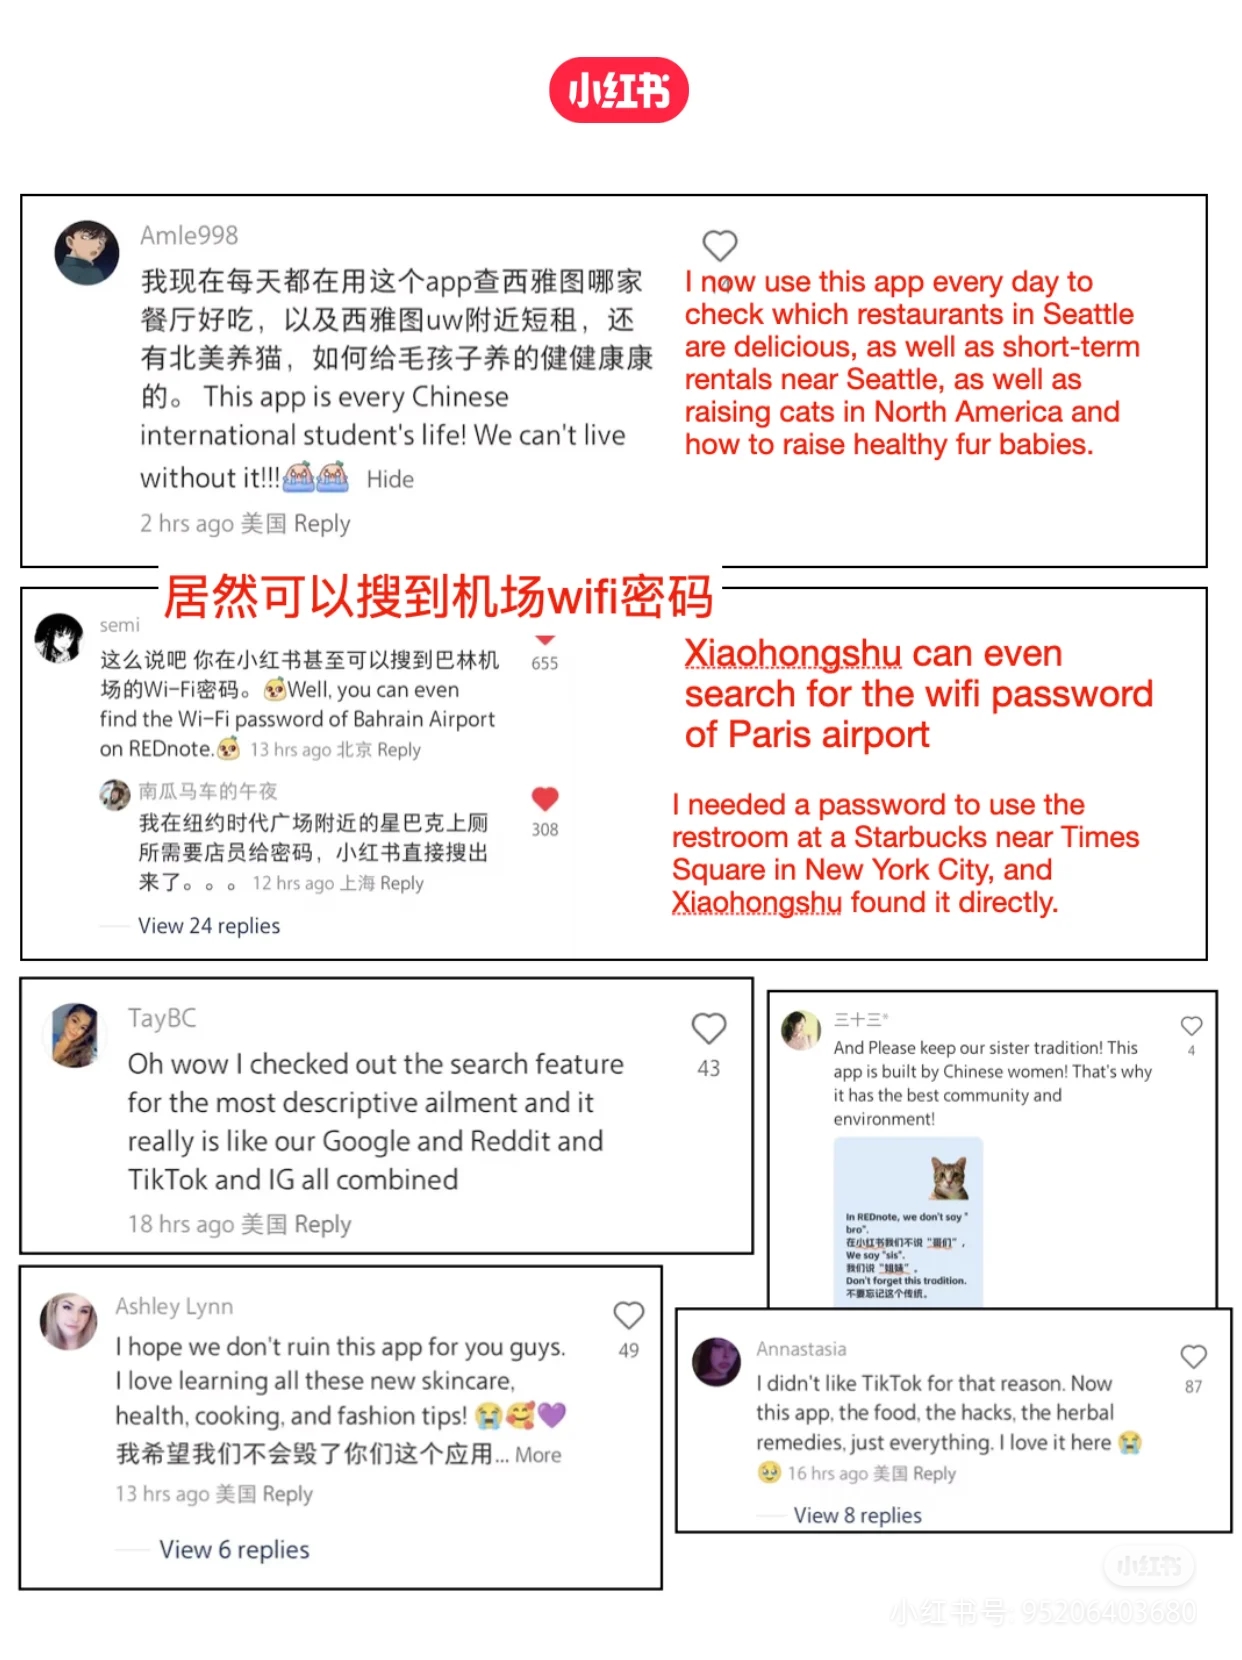 小红书
Amle998
我现在每天都在用这个app查西雅图哪家
餐厅好吃，以及西雅图uw附近短租，还
有北美养猫，如何给毛孩子养的健健康康
的。 This app is every Chinese
international student's life! We can't live
without it!!! Hide
2 hrs ago 美国 Reply
I now use this app every day to
check which restaurants in Seattle
are delicious, as well as short-term
rentals near Seattle, as well as
raising cats in North America and
how to raise healthy fur babies.
居然可以搜到机场wifi密码
semi
这么说吧 你在小红书甚至可以搜到巴林机
场的Wi-Fi密码。Well, you can even
find the Wi-Fi password of Bahrain Airport
on REDnote. 13 hrs ago 北京 Reply
655
南瓜马车的午夜
我在纽约时代广场附近的星巴克上厕
所需要店员给密码，小红书直接搜出
来了。。。 12 hrs ago 上海 Reply
308
View 24 replies
Xiaohongshu can even
search for the wifi password
of Paris airport
I needed a password to use the
restroom at a Starbucks near Times
Square in New York City, and
Xiaohongshu found it directly.
TayBC
Oh wow I checked out the search feature
for the most descriptive ailment and it
really is like our Google and Reddit and
TikTok and IG all combined
18 hrs ago 美国 Reply
43
三十三®
And Please keep our sister tradition! This
app is built by Chinese women! That's why
it has the best community and
environment!
4
In REDnote, we don't say "
bro".
在小红书我们不说 "哥们"，
We say "sis".
我们说 "姐妹"。
Don't forget this tradition.
不要忘记这个传统。
Ashley Lynn
I hope we don't ruin this app for you guys.
I love learning all these new skincare,
health, cooking, and fashion tips!
我希望我们不会毁了你们这个应用... More
13 hrs ago 美国 Reply
49
View 6 replies
Annastasia
I didn't like TikTok for that reason. Now
this app, the food, the hacks, the herbal
remedies, just everything. I love it here
16 hrs ago 美国 Reply
87
View 8 replies
小红书
小红书号: 95206403680